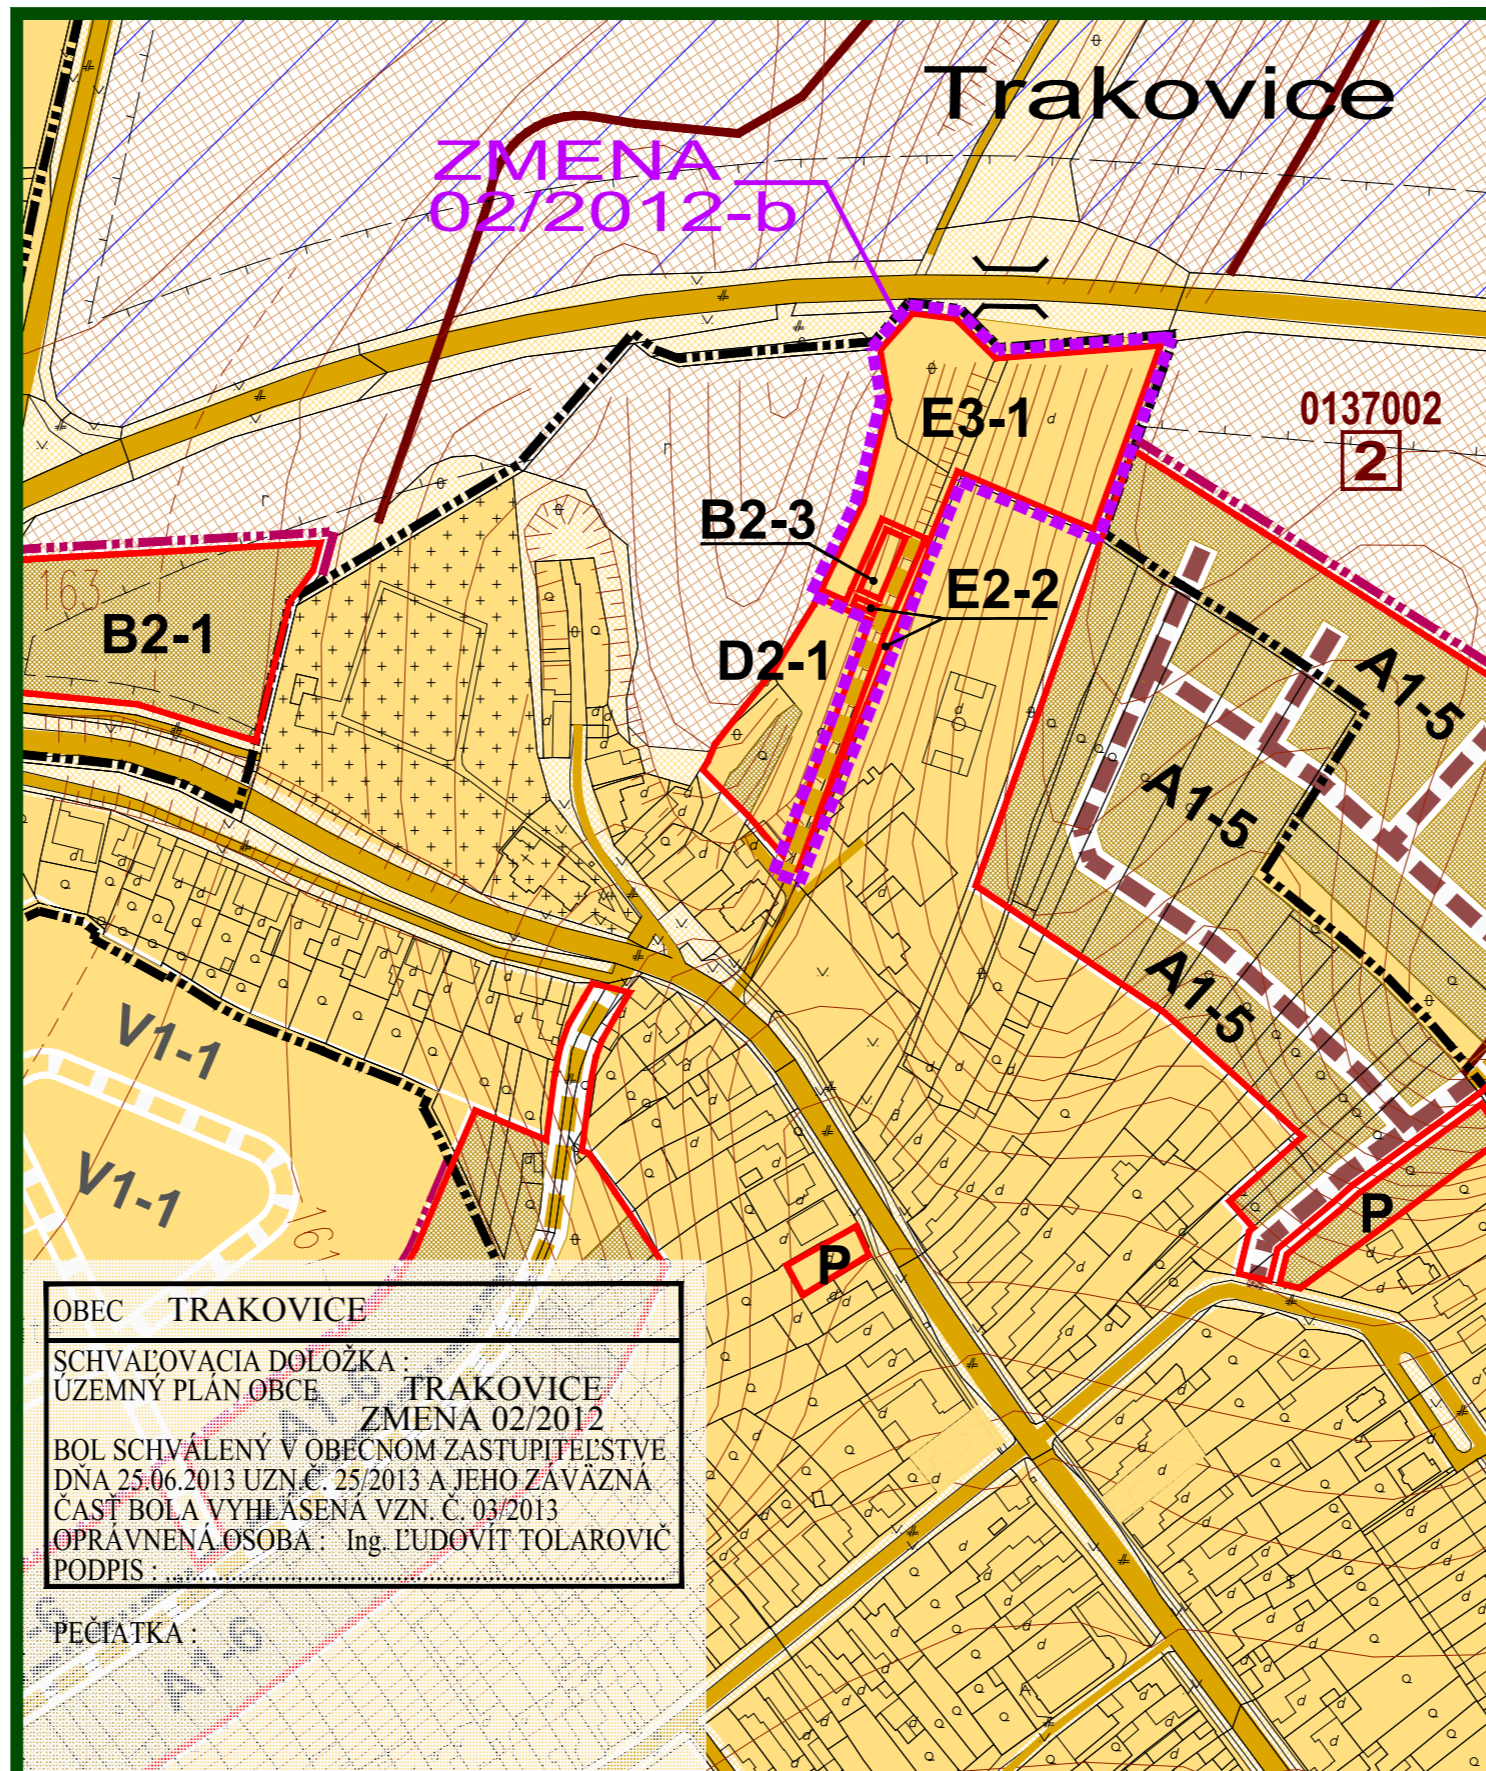 Trakovice
ZMENA
02/2012-b
0137002
2
E3-1
B2-3
E2-2
D2-1
B2-1
163
A1-5
A1-5
A1-5
V1-1
V1-1
P
P
OBEC TRAKOVICE
SCHVAĽOVACIA DOLOŽKA :
ÚZEMNÝ PLÁN OBCE TRAKOVICE
ZMENA 02/2012
BOL SCHVÁLENÝ V OBECNOM ZASTUPITEĽSTVE
DŇA 25.06.2013 UZN.Č. 25/2013 A JEHO ZÁVÄZNÁ
ČASŤ BOLA VYHLÁSENÁ VZN. Č. 03/2013
OPRÁVNENÁ OSOBA : Ing. ĽUDOVÍT TOLAROVIČ
PODPIS : ..........................................................................
PEČIATKA :